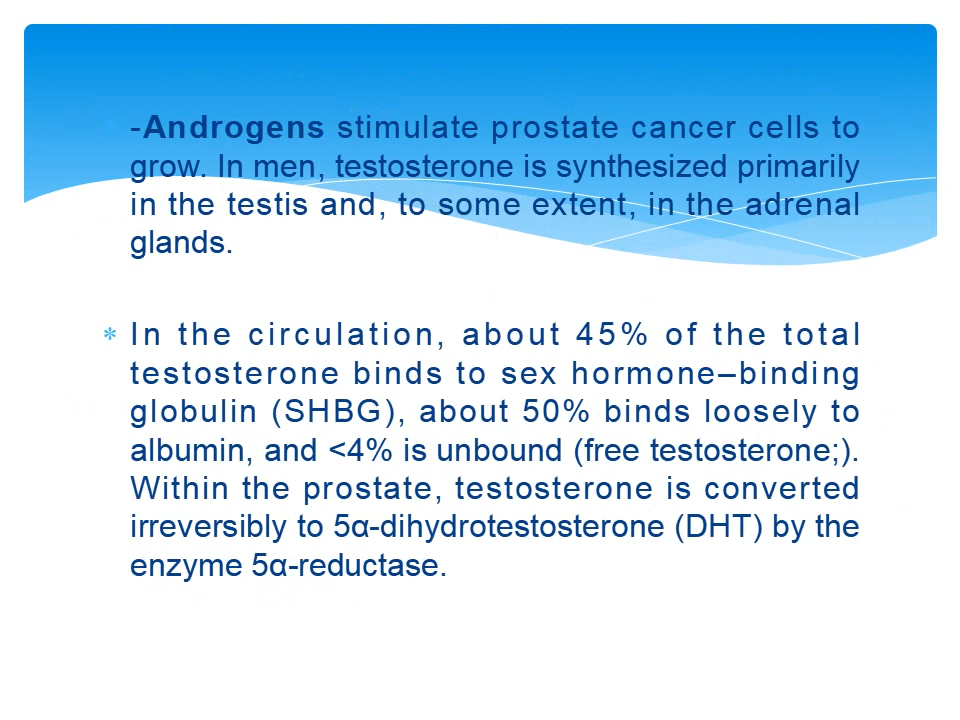 -Androgens stimulate prostate cancer cells to
grow. In men, testosterone is synthesized primarily
in the testis and, to some extent, in the adrenal
glands.
* In the circulation, about 45% of the total
testosterone binds to sex hormone–binding
globulin (SHBG), about 50% binds loosely to
albumin, and <4% is unbound (free testosterone;).
Within the prostate, testosterone is converted
irreversibly to 5α-dihydrotestosterone (DHT) by the
enzyme 5α-reductase.